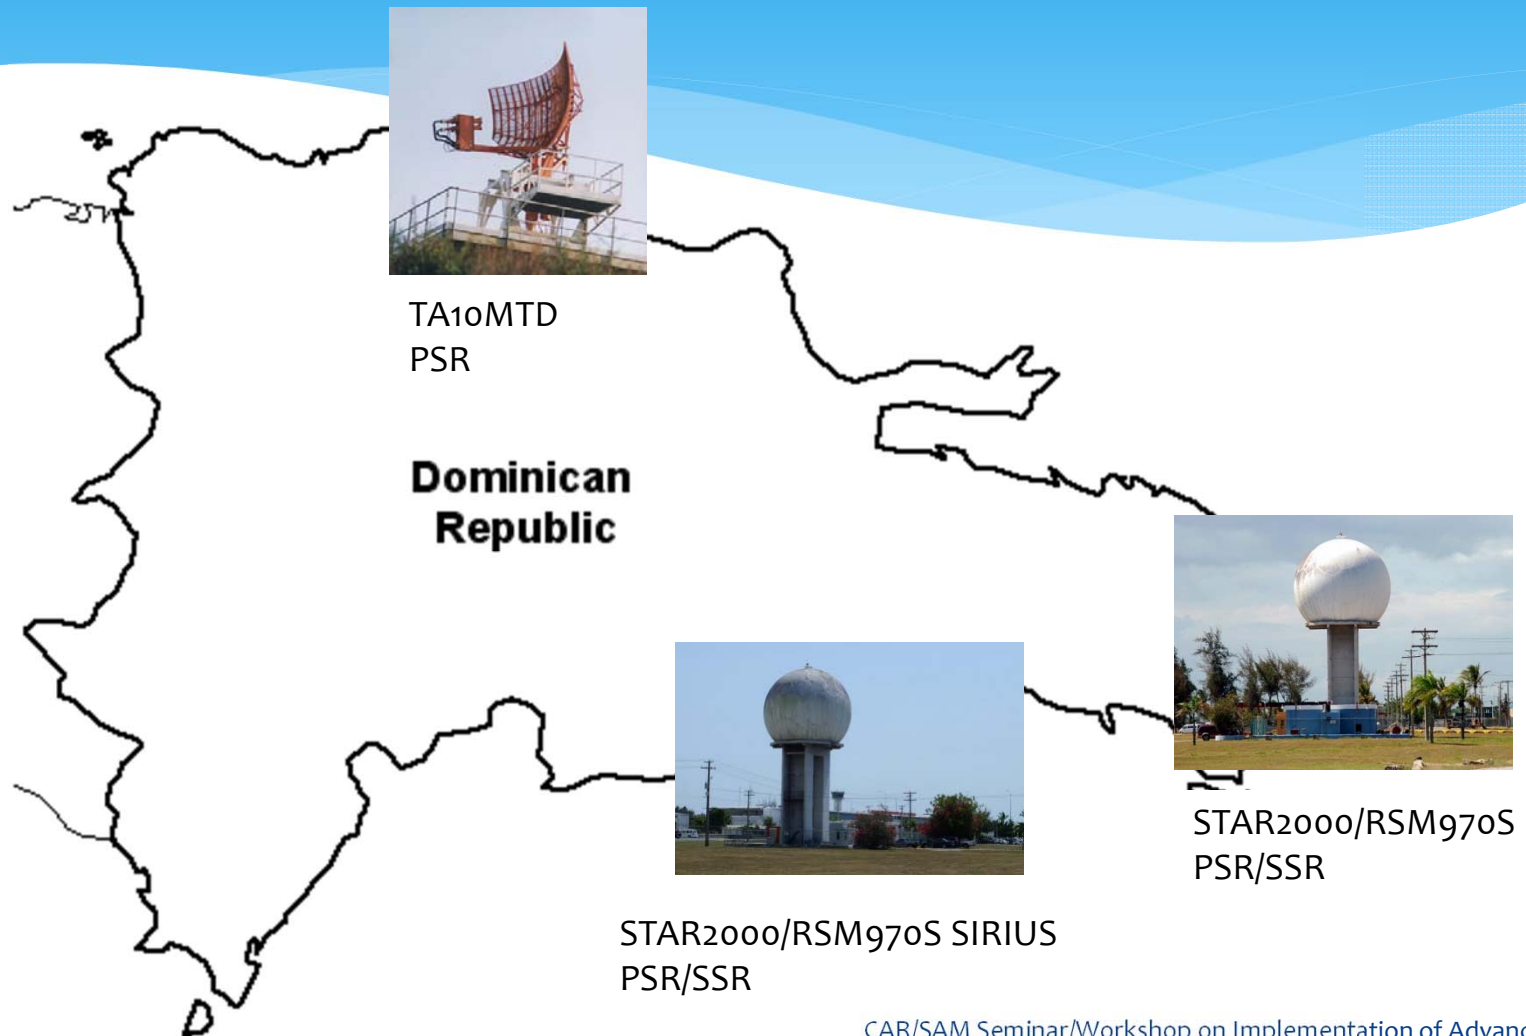 TA10MTD
PSR
Dominican
Republic
STAR2000/RSM970S
PSR/SSR
STAR2000/RSM970S SIRIUS
PSR/SSR
CAR/SAM Seminar/Workshop on Implementation of Advan